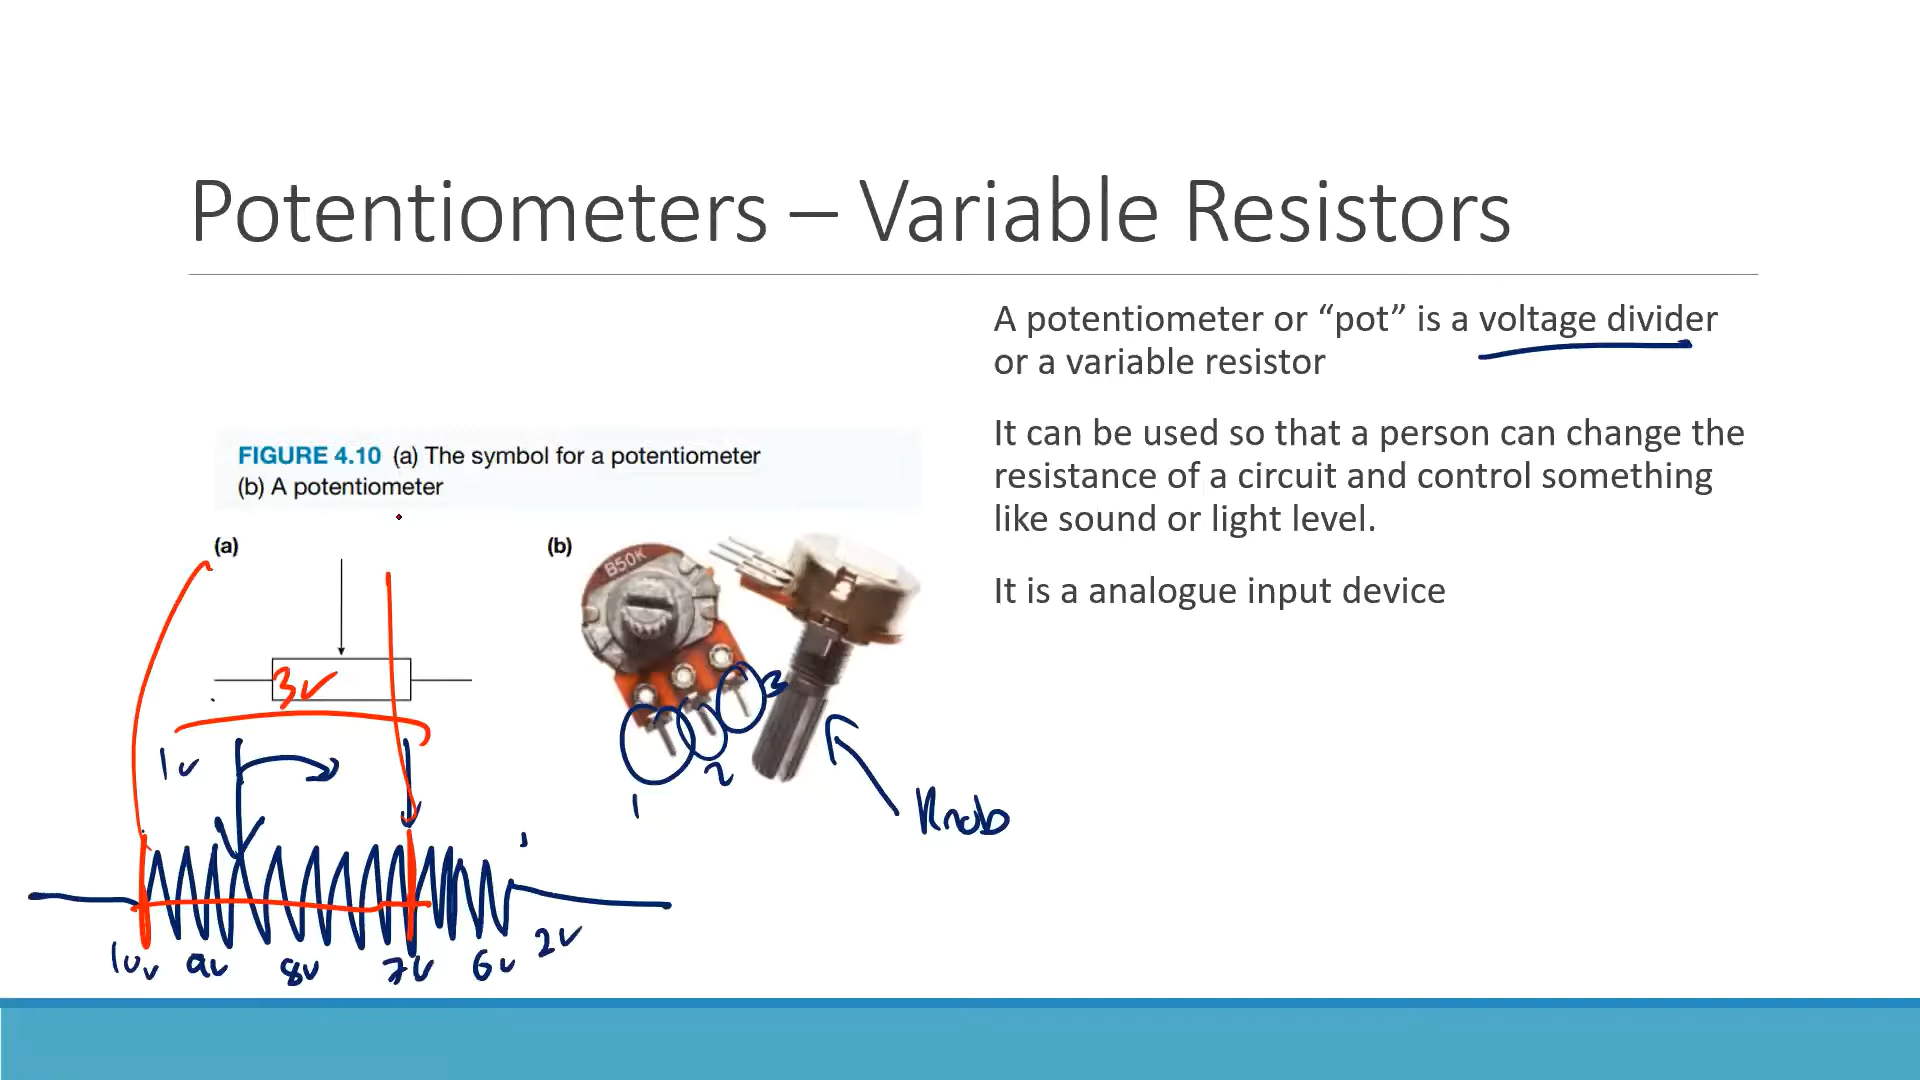 Potentiometers – Variable Resistors
A potentiometer or “pot” is a voltage divider
or a variable resistor
It can be used so that a person can change the
resistance of a circuit and control something
like sound or light level.
It is a analogue input device
FIGURE 4.10 (a) The symbol for a potentiometer
(b) A potentiometer
(a)
(b)
B50K
3v
1v
1
2
3
Knob
10v 9v 8v 7v 6v 2v